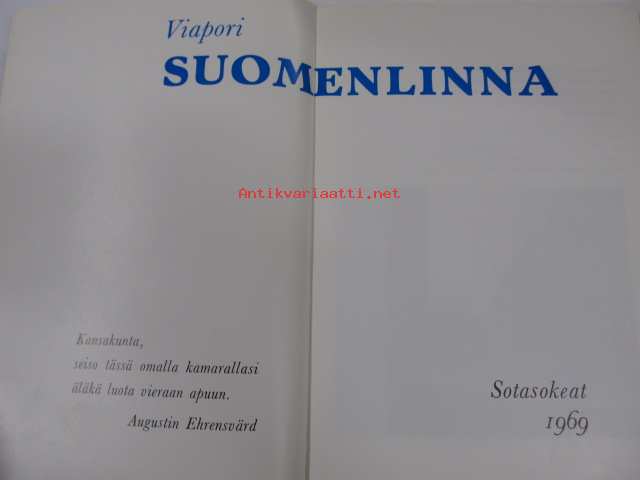 Viapori
SUOMENLINNA
Antikvariaatti.net
Kansakunta,
seiso tässä omalla kamarallasi
äläkä luota vieraan apuun.
Augustin Ehrensvärd
Sotasokeat
1969